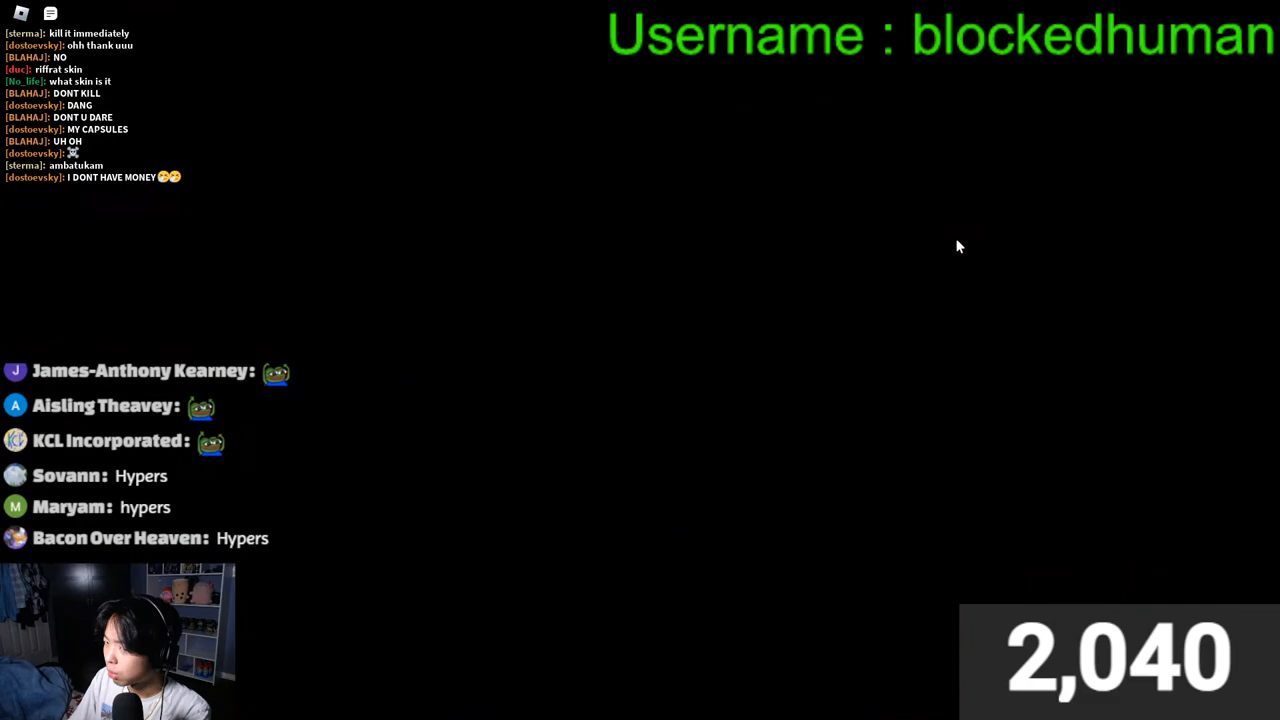 [sterma]: kill it immediately
[dostoevsky]: ohh thank uuu
[BLAHAJ]: NO
[duc]: riffrat skin
[No_life]: what skin is it
[BLAHAJ]: DONT KILL
[dostoevsky]: DANG
[BLAHAJ]: DONT U DARE
[dostoevsky]: MY CAPSULES
[BLAHAJ]: UH OH
[dostoevsky]: ☠️
[sterma]: ambatukam
[dostoevsky]: I DONT HAVE MONEY😷😷
Username : blockedhuman
J James-Anthony Kearney:
A Aisling Theavey:
KCL Incorporated:
Sovann: Hypers
M Maryam: hypers
Bacon Over Heaven: Hypers
2,040